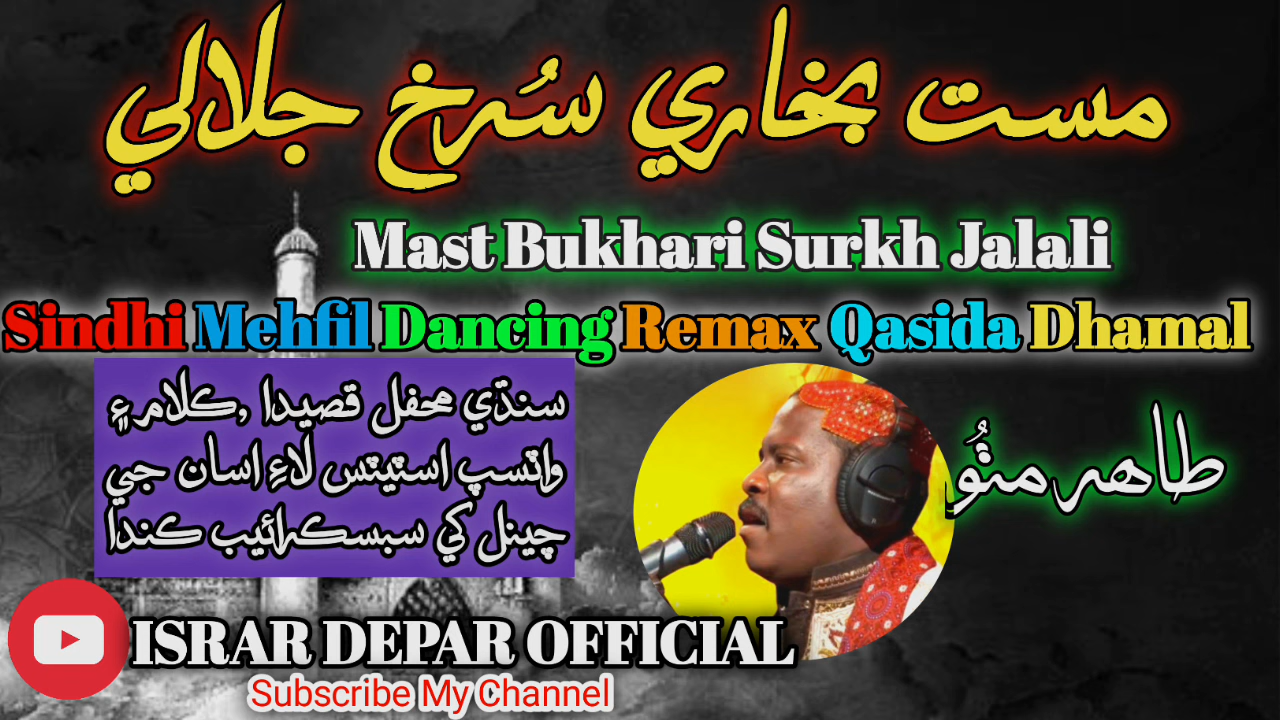 مست بخاري سُرخ جلالي
Mast Bukhari Surkh Jalali
Sindhi Mehfil Dancing Remax Qasida Dhamal
سنڌي محفل قصيدا ,ڪلام ۽
واٽسپ اسٽيٽس لاءِ اسان جي
چينل کي سبسڪرائيب ڪندا
طاهر مٺُو
ISRAR DEPAR OFFICIAL
Subscribe My Channel